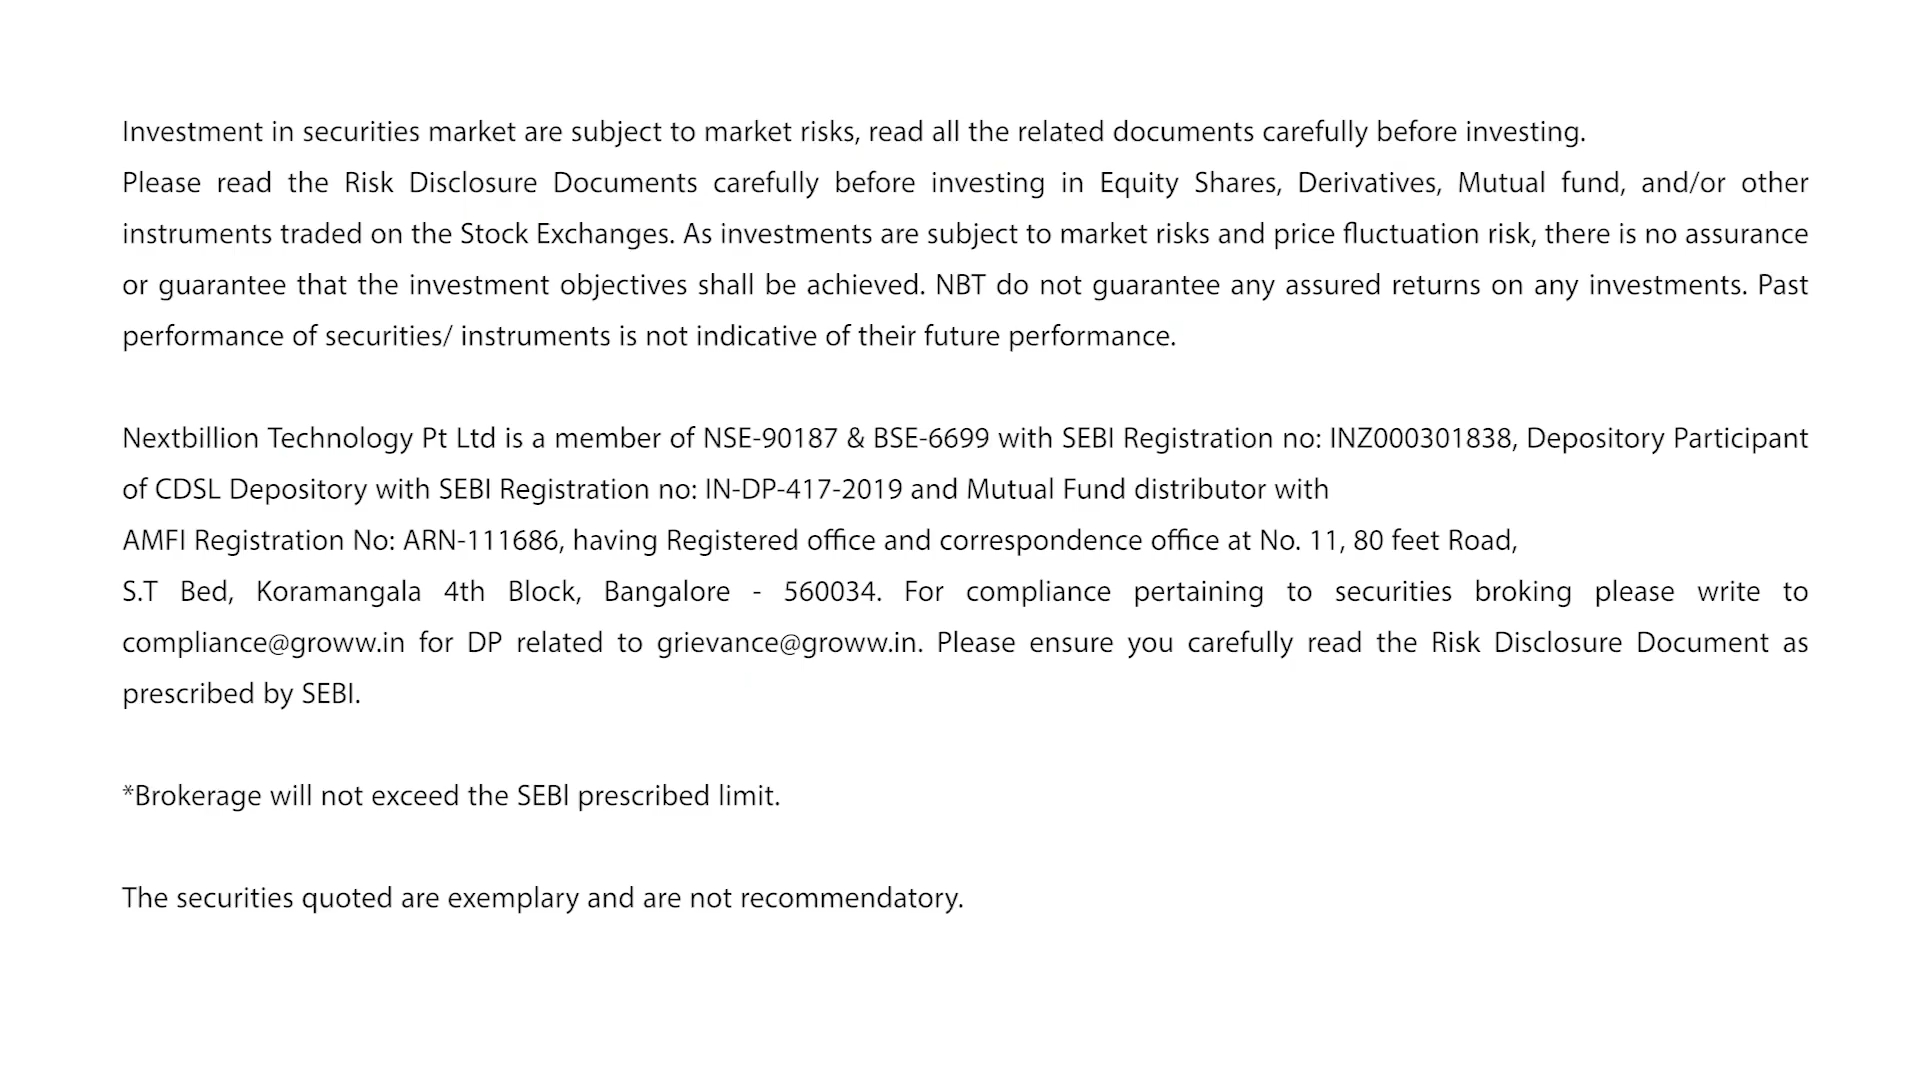 Investment in securities market are subject to market risks, read all the related documents carefully before investing.
Please read the Risk Disclosure Documents carefully before investing in Equity Shares, Derivatives, Mutual fund, and/or other
instruments traded on the Stock Exchanges. As investments are subject to market risks and price fluctuation risk, there is no assurance
or guarantee that the investment objectives shall be achieved. NBT do not guarantee any assured returns on any investments. Past
performance of securities/ instruments is not indicative of their future performance.
Nextbillion Technology Pt Ltd is a member of NSE-90187 & BSE-6699 with SEBI Registration no: INZ000301838, Depository Participant
of CDSL Depository with SEBI Registration no: IN-DP-417-2019 and Mutual Fund distributor with
AMFI Registration No: ARN-111686, having Registered office and correspondence office at No. 11, 80 feet Road,
S.T Bed, Koramangala 4th Block, Bangalore - 560034. For compliance pertaining to securities broking please write to
compliance@groww.in for DP related to grievance@groww.in. Please ensure you carefully read the Risk Disclosure Document as
prescribed by SEBI.
*Brokerage will not exceed the SEBl prescribed limit.
The securities quoted are exemplary and are not recommendatory.